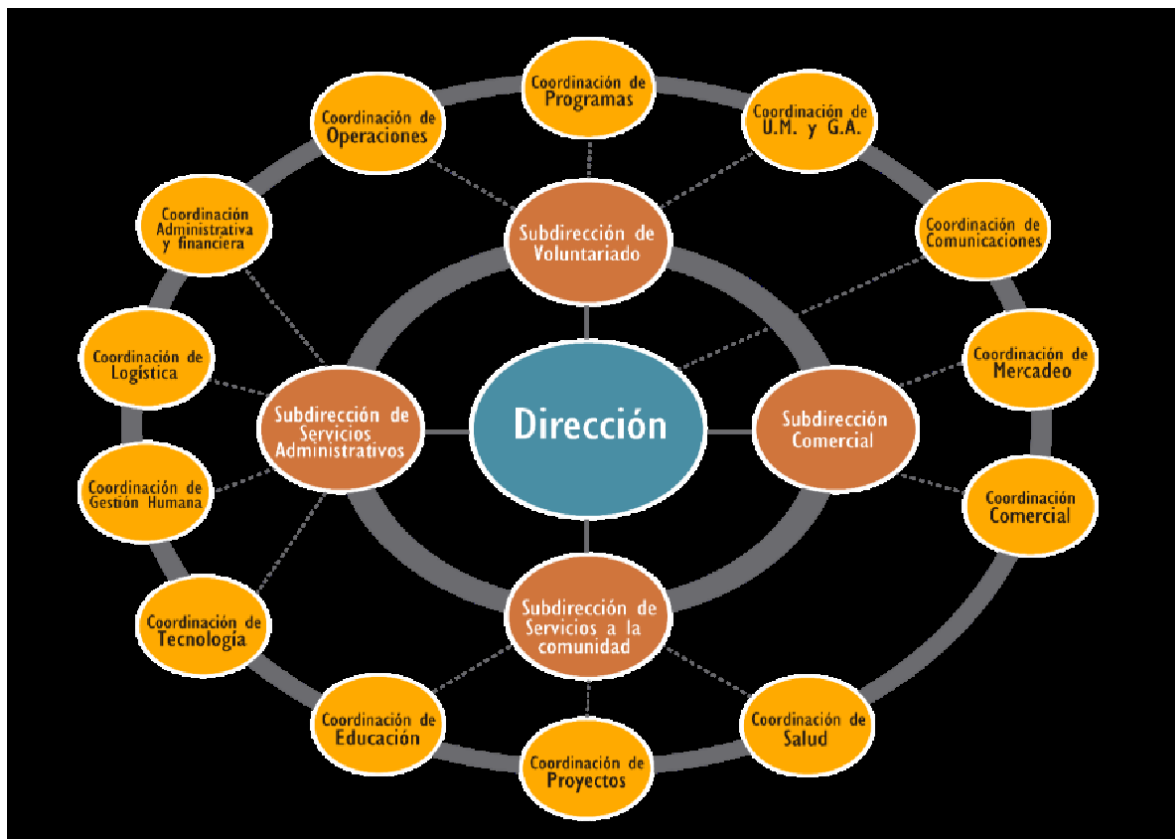 Coordinación de
Programas
Coordinación de
Operaciones
Coordinación de
U.M. y G.A.
Coordinación
Administrativa
y financiera
Subdirección de
Voluntariado
Coordinación de
Comunicaciones
Coordinación de
Logística
Coordinación de
Mercadeo
Subdirección de
Servicios
Administrativos
Dirección
Subdirección
Comercial
Coordinación de
Gestión Humana
Coordinación
Comercial
Coordinación de
Tecnología
Subdirección de
Servicios a la
comunidad
Coordinación de
Educación
Coordinación de
Salud
Coordinación de
Proyectos